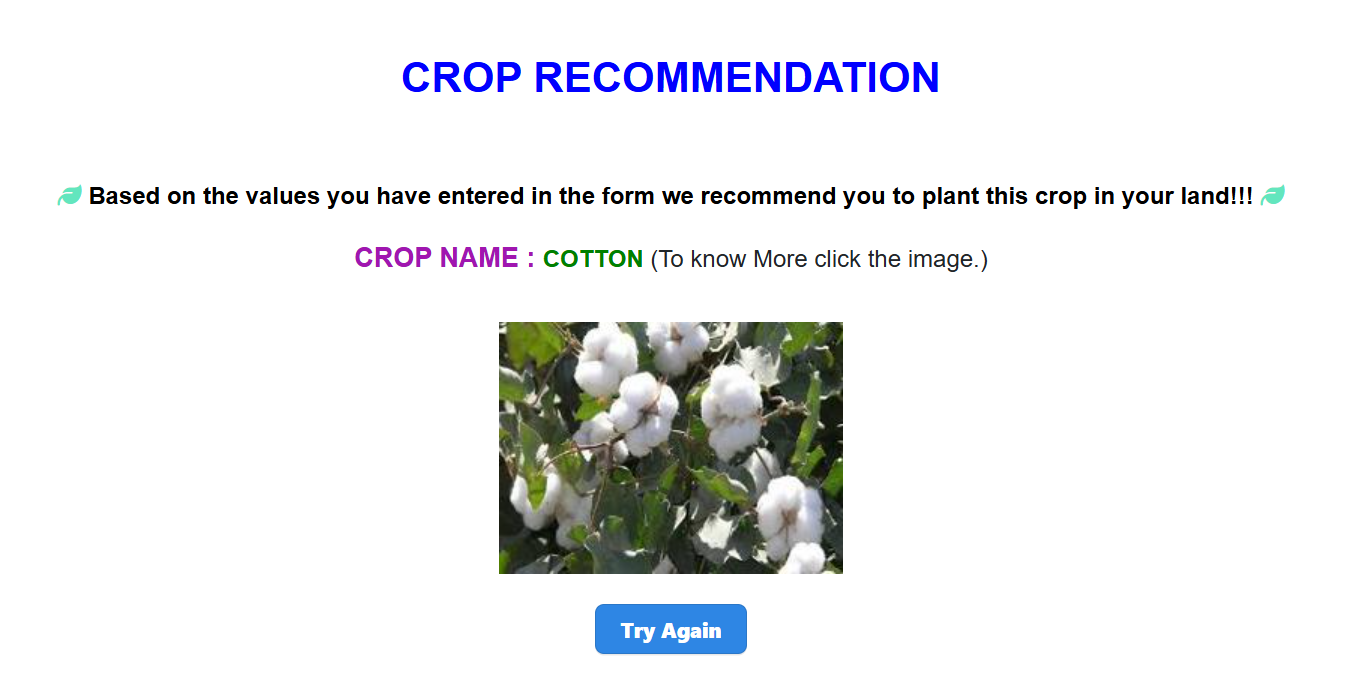 CROP RECOMMENDATION
Based on the values you have entered in the form we recommend you to plant this crop in your land!!!
CROP NAME : COTTON (To know More click the image.)
Try Again